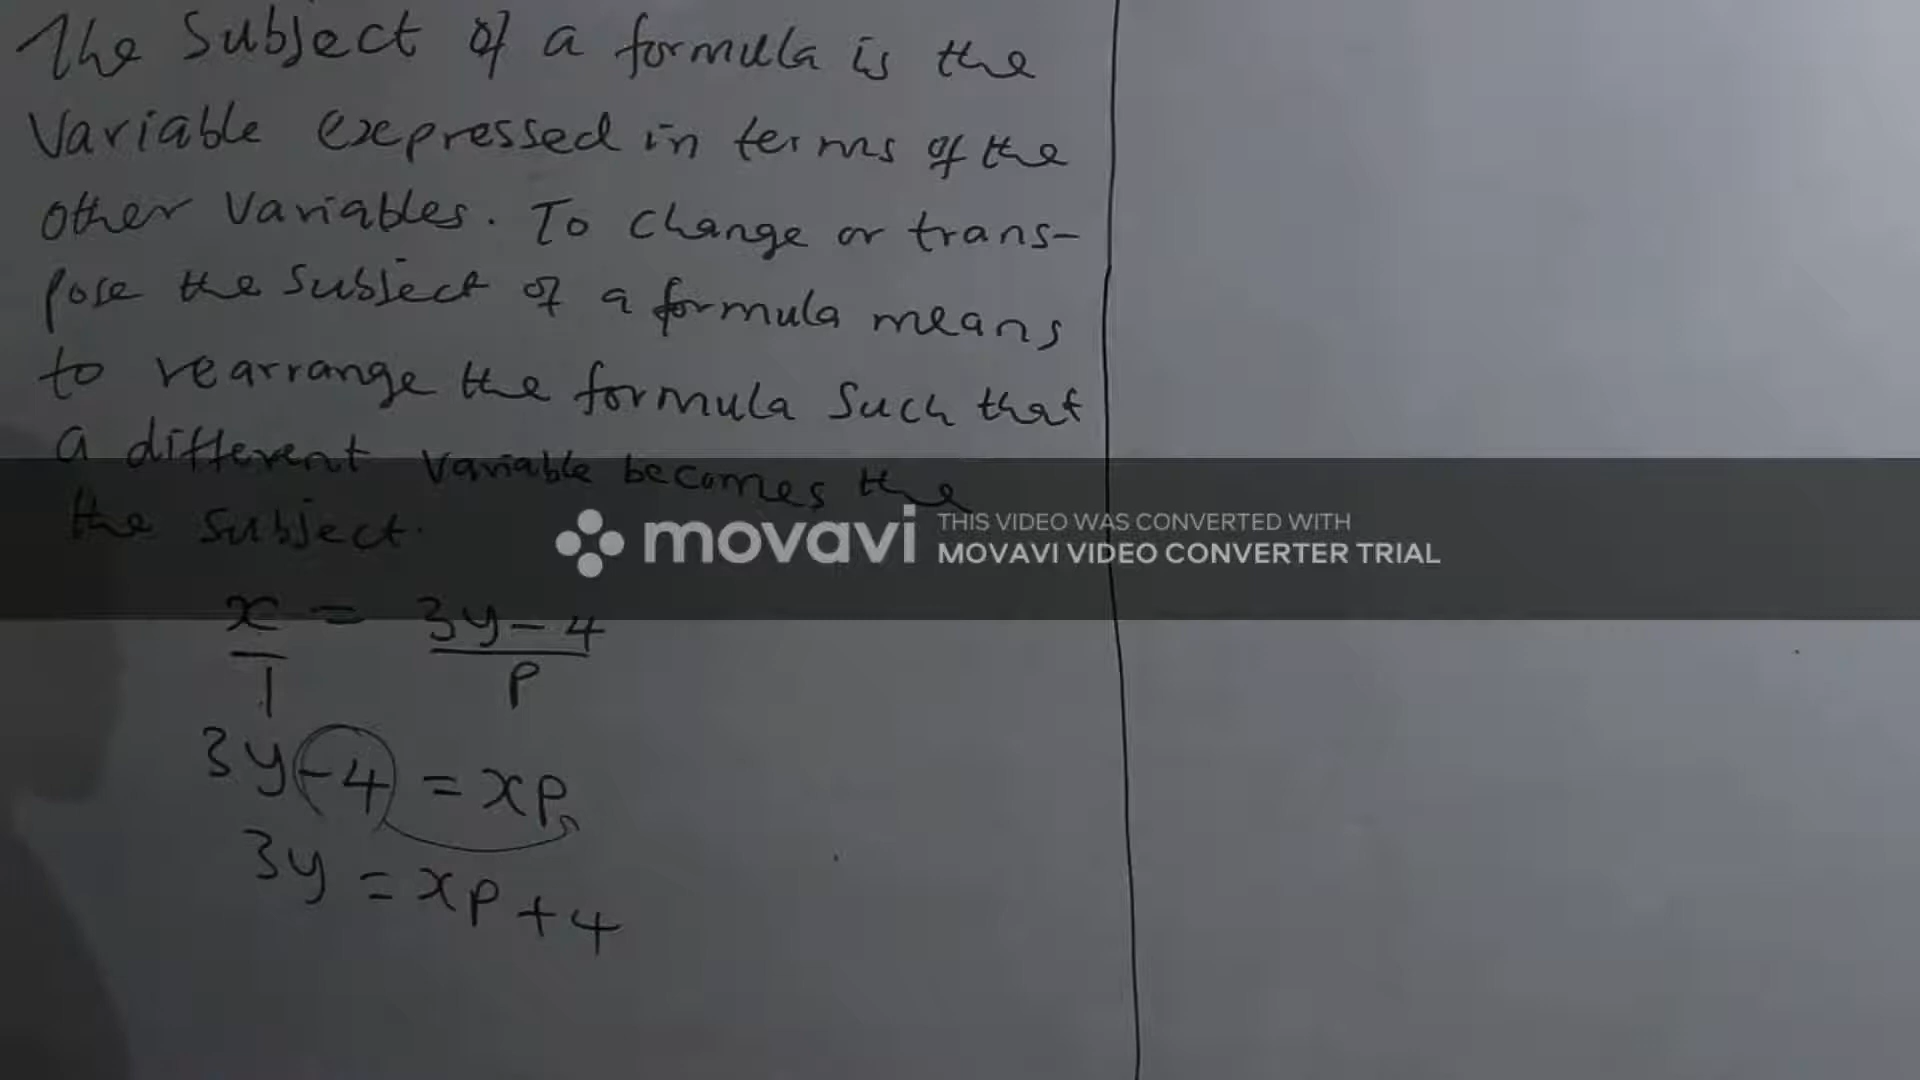 The Subject of a formula is the
Variable expressed in terms of the
other Variables. To change or trans-
pose the subject of a formula means
to rearrange the formula such that
a different variable becomes the
the subject.
movavi
THIS VIDEO WAS CONVERTED WITH
MOVAVI VIDEO CONVERTER TRIAL
x/1 = 3y-4/P
3y-4 = xp
3y = xp + 4